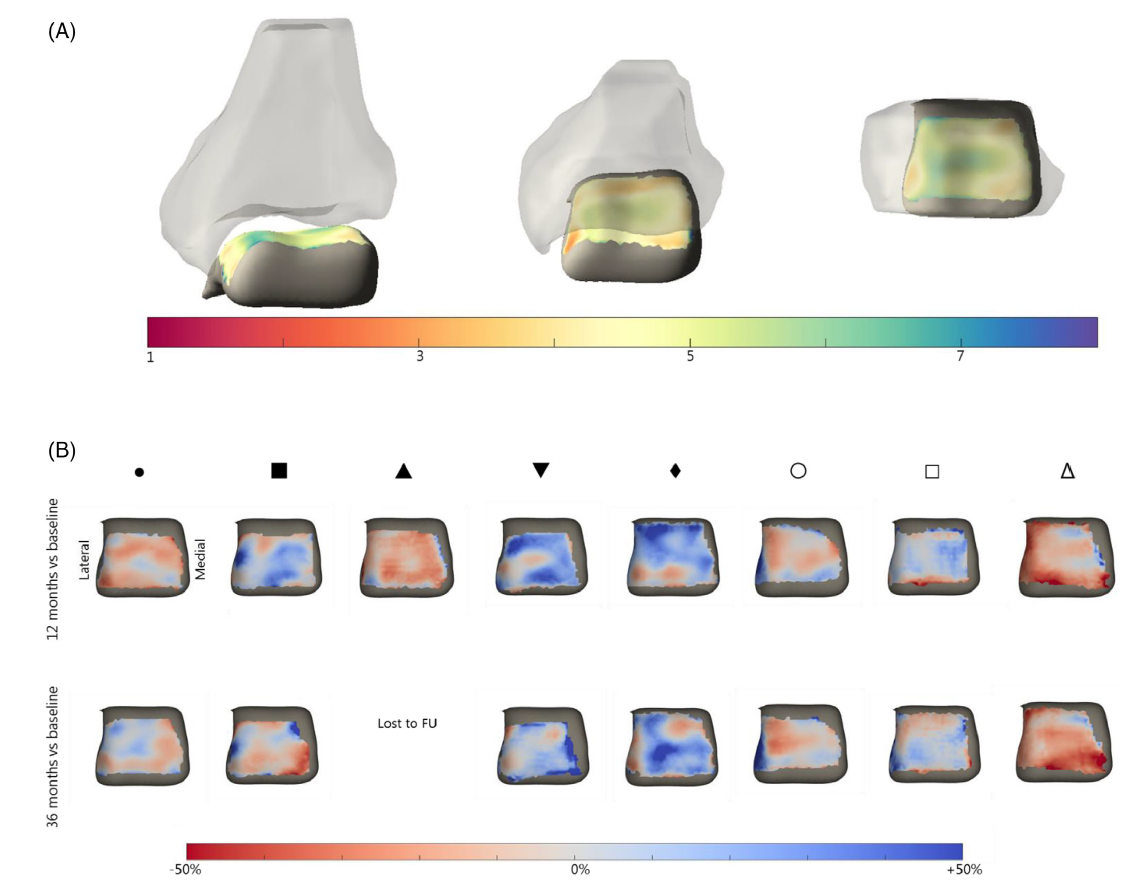 (A)
1 3 5 7
(B)
12 months vs baseline
Lateral
Medial
36 months vs baseline
Lost to FU
-50% 0% +50%